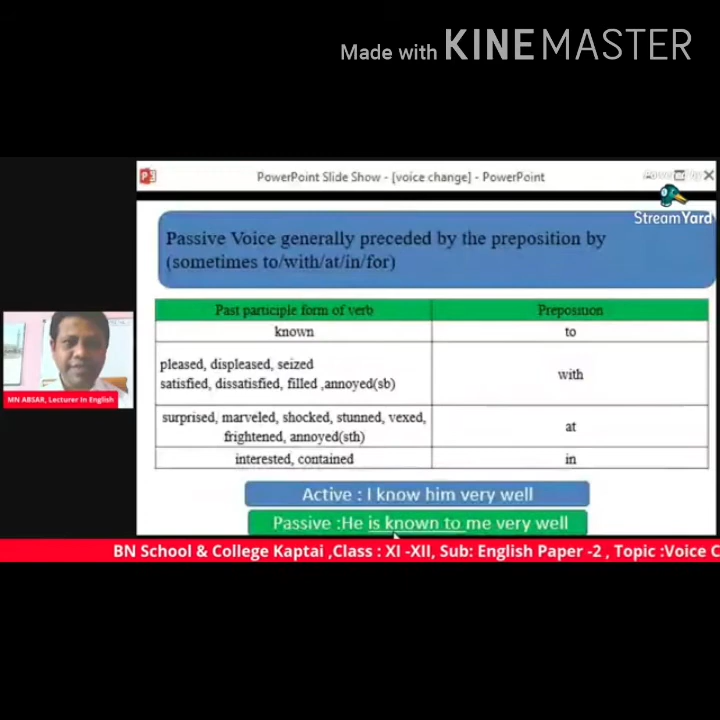 Made with KINEMASTER
PowerPoint Slide Show - [voice change] - PowerPoint
StreamYard
Passive Voice generally preceded by the preposition by
(sometimes to/with/at/in/for)
Past participle form of verb
Preposition
known
to
pleased, displeased, seized
satisfied, dissatisfied, filled ,annoyed(sb)
with
surprised, marveled, shocked, stunned, vexed,
frightened, annoyed(sth)
at
interested, contained
in
MN ABSAR, Lecturer In English
Active : I know him very well
Passive :He is known to me very well
BN School & College Kaptai ,Class : XI -XII, Sub: English Paper -2 , Topic :Voice C